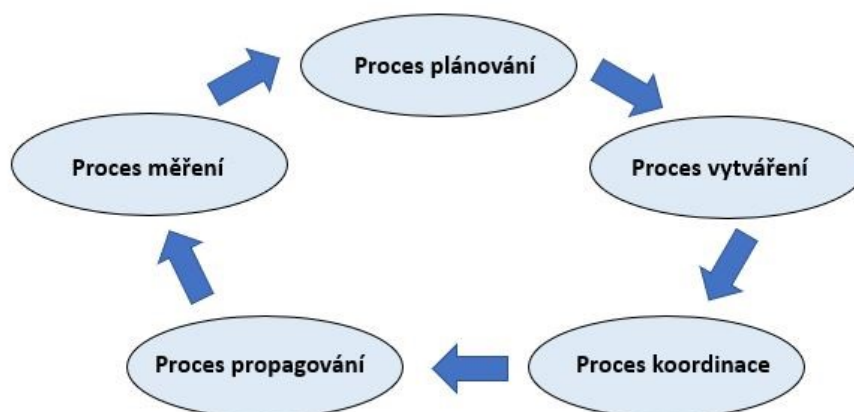 Proces plánování
Proces vytváření
Proces koordinace
Proces propagování
Proces měření